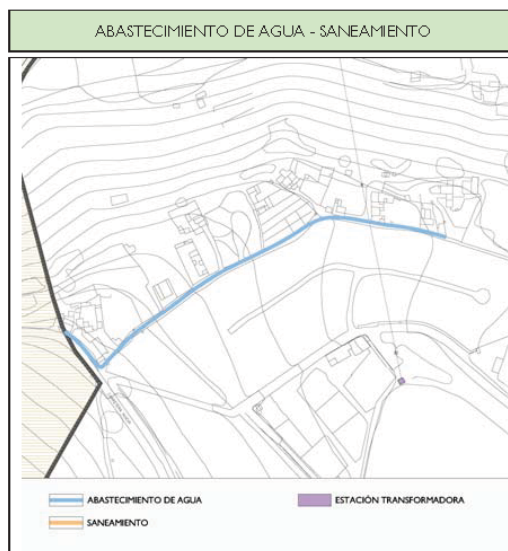 ABASTECIMIENTO DE AGUA - SANEAMIENTO
ABASTECIMIENTO DE AGUA
ESTACIÓN TRANSFORMADORA
SANEAMIENTO